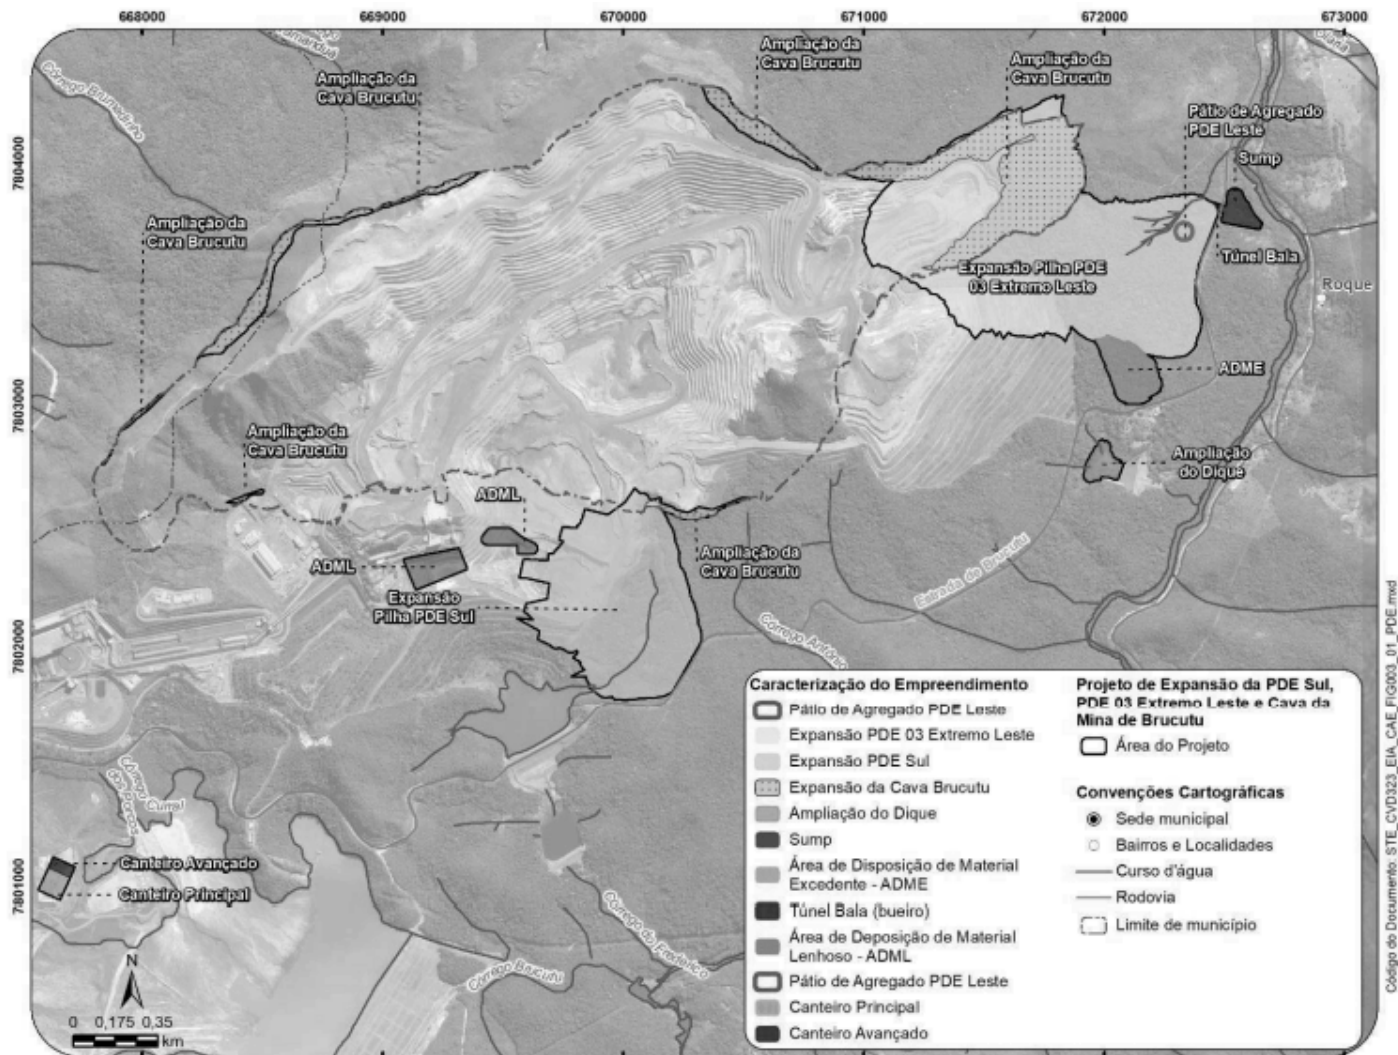 668000
669000
670000
671000
672000
673000
7804000
7803000
7802000
7801000
Córrego Brumadinho
Ampliação da
Cava Brucutu
Ampliação da
Cava Brucutu
Ampliação da
Cava Brucutu
Pátio de Agregado
PDE Leste
Sump
Ampliação da
Cava Brucutu
Túnel Bala
Roque
Expansão Pilha PDE
03 Extremo Leste
ADME
Ampliação da
Cava Brucutu
Ampliação
do Dique
ADML
ADML
Ampliação da
Cava Brucutu
Expansão
Pilha PDE Sul
Estrada de Brucutu
Córrego Antônio
Córrego Curral
Canteiro Avançado
Canteiro Principal
Córrego Brucutu
Córrego do
N
0 0,175 0,35
km
Caracterização do Empreendimento
Pátio de Agregado PDE Leste
Expansão PDE 03 Extremo Leste
Expansão PDE Sul
Expansão da Cava Brucutu
Ampliação do Dique
Sump
Área de Disposição de Material
Excedente - ADME
Túnel Bala (bueiro)
Área de Deposição de Material
Lenhoso - ADML
Pátio de Agregado PDE Leste
Canteiro Principal
Canteiro Avançado
Projeto de Expansão da PDE Sul,
PDE 03 Extremo Leste e Cava da
Mina de Brucutu
Área do Projeto
Convenções Cartográficas
Sede municipal
Bairros e Localidades
Curso d'água
Rodovia
Limite de município
Código do Documento: STE_CVD323_EIA_CAE_FIG003_01_PDE.mxd